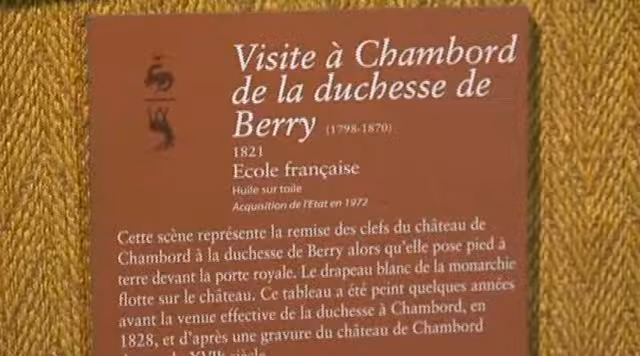 Visite à Chambord
de la duchesse de
Berry (1798-1870)
1821
Ecole française
Huile sur toile
Acquisition de l'Etat en 1972
Cette scène représente la remise des clefs du château de
Chambord à la duchesse de Berry alors qu'elle pose pied à
terre devant la porte royale. Le drapeau blanc de la monarchie
flotte sur le château. Ce tableau a été peint quelques années
avant la venue effective de la duchesse à Chambord, en
1828, et d'après une gravure du château de Chambord
XVIIe siècle